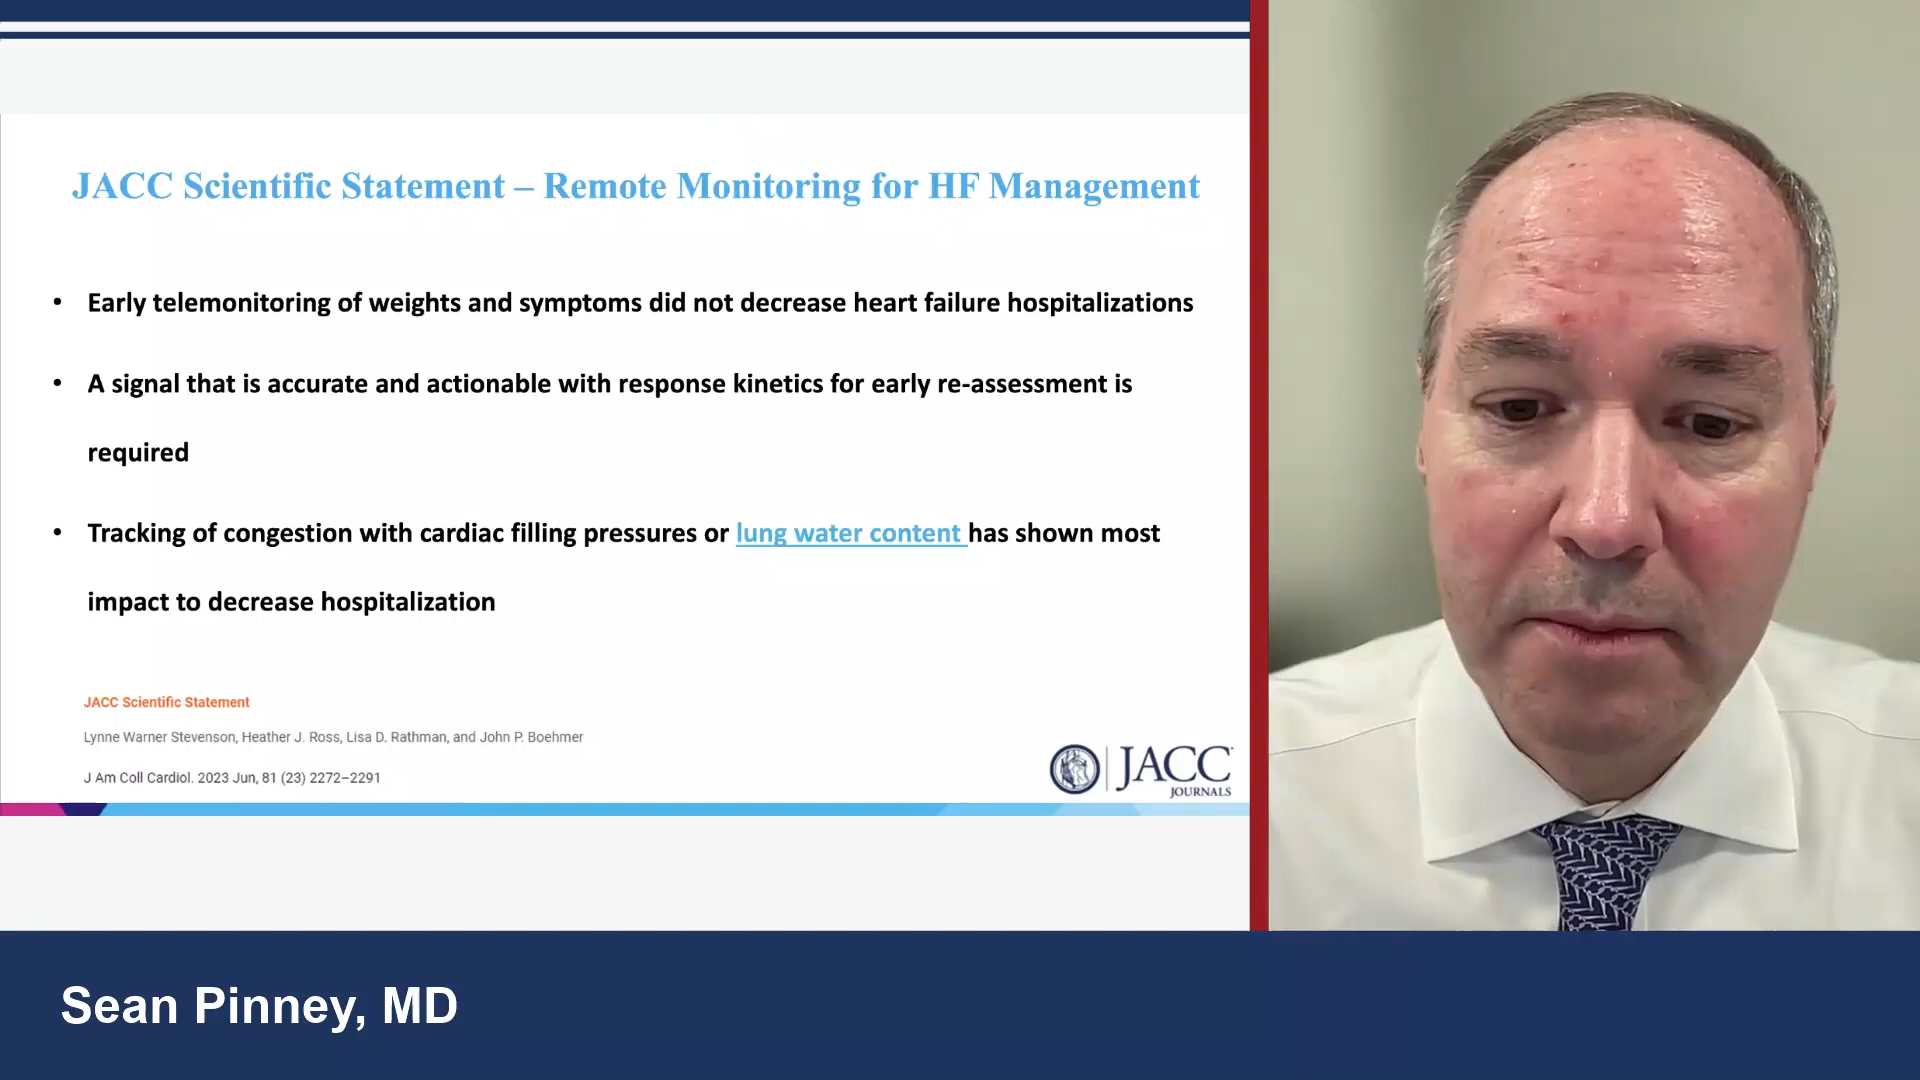 JACC Scientific Statement – Remote Monitoring for HF Management
• Early telemonitoring of weights and symptoms did not decrease heart failure hospitalizations
• A signal that is accurate and actionable with response kinetics for early re-assessment is
required
• Tracking of congestion with cardiac filling pressures or lung water content has shown most
impact to decrease hospitalization
JACC Scientific Statement
Lynne Warner Stevenson, Heather J. Ross, Lisa D. Rathman, and John P. Boehmer
J Am Coll Cardiol. 2023 Jun, 81 (23) 2272–2291
JACC
JOURNALS
Sean Pinney, MD